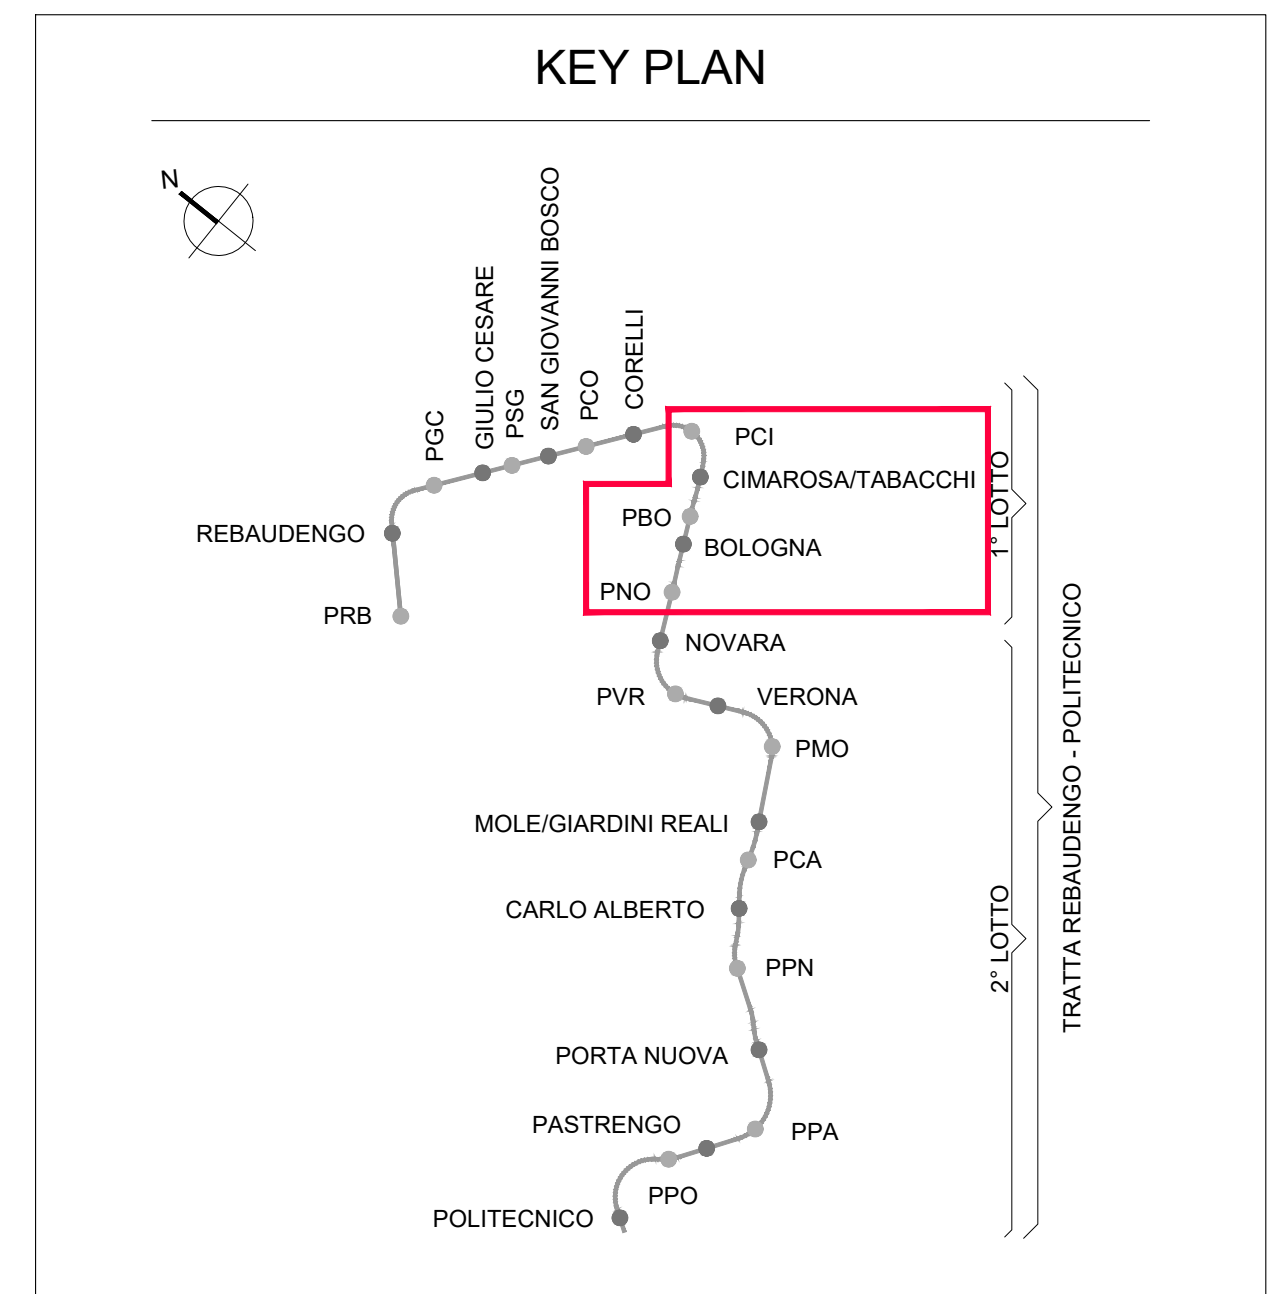 KEY PLAN
N
PGC
GIULIO CESARE
PSG
SAN GIOVANNI BOSCO
PCO
CORELLI
PCI
CIMAROSA/TABACCHI
PBO
BOLOGNA
PNO
REBAUDENGO
PRB
NOVARA
PVR
VERONA
PMO
MOLE/GIARDINI REALI
PCA
CARLO ALBERTO
PPN
PORTA NUOVA
PASTRENGO
PPA
PPO
POLITECNICO
1° LOTTO
2° LOTTO
TRATTA REBAUDENGO - POLITECNICO